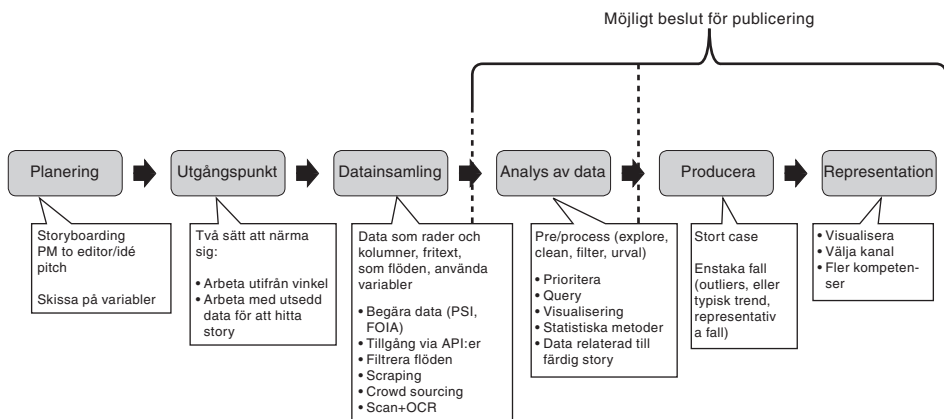 Möjligt beslut för publicering
Planering
Utgångspunkt
Datainsamling
Analys av data
Producera
Representation
Storyboarding
PM to editor/idé
pitch
Skissa på variabler
Två sätt att närma
sig:
• Arbeta utifrån vinkel
• Arbeta med utsedd
data för att hitta
story
Data som rader och
kolumner, fritext,
som flöden, använda
variabler
• Begära data (PSI,
FOIA)
• Tillgång via API:er
• Filtrera flöden
• Scraping
• Crowd sourcing
• Scan+OCR
Pre/process (explore,
clean, filter, urval)
• Prioritera
• Query
• Visualisering
• Statistiska metoder
• Data relaterad till
färdig story
Stort case
Enstaka fall
(outliers, eller
typisk trend,
representativ
a fall)
• Visualisera
• Välja kanal
• Fler kompeten-
ser